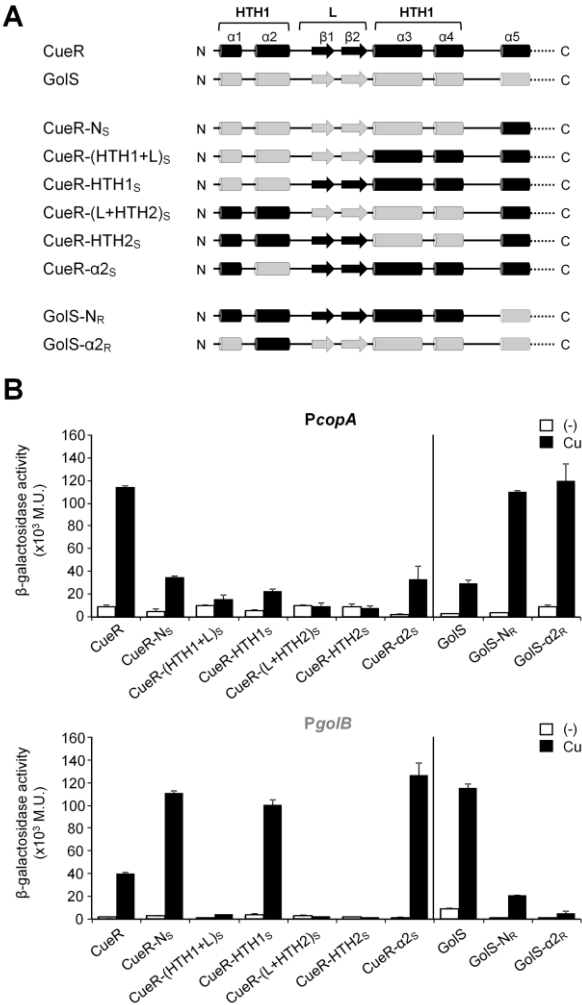 A
HTH1 L HTH1
α1 α2 β1 β2 α3 α4 α5
CueR N C
GolS N C
CueR-NS N C
CueR-(HTH1+L)S N C
CueR-HTH1S N C
CueR-(L+HTH2)S N C
CueR-HTH2S N C
CueR-α2S N C
GolS-NR N C
GolS-α2R N C
B
PcopA
(-)
Cu
β-galactosidase activity
(x10³ M.U.)
160
140
120
100
80
60
40
20
0
CueR
CueR-NS
CueR-(HTH1+L)S
CueR-HTH1S
CueR-(L+HTH2)S
CueR-HTH2S
CueR-α2S
GolS
GolS-NR
GolS-α2R
PgolB
(-)
Cu
β-galactosidase activity
(x10³ M.U.)
160
140
120
100
80
60
40
20
0
CueR
CueR-NS
CueR-(HTH1+L)S
CueR-HTH1S
CueR-(L+HTH2)S
CueR-HTH2S
CueR-α2S
GolS
GolS-NR
GolS-α2R